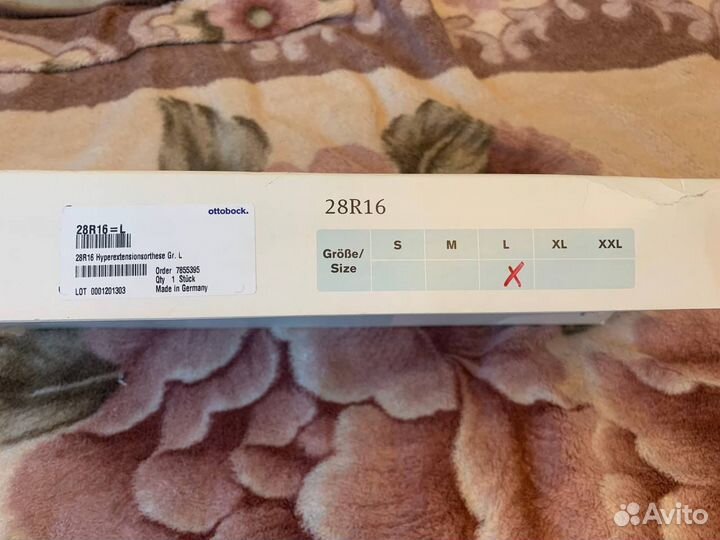 ottobock.
28R16=L
28R16 Hyperextensionsorthese Gr. L
Order 7855395
Qty 1 Stück
LOT 0001201303 Made in Germany
28R16
Größe/
Size
S M L XL XXL
X
Avito